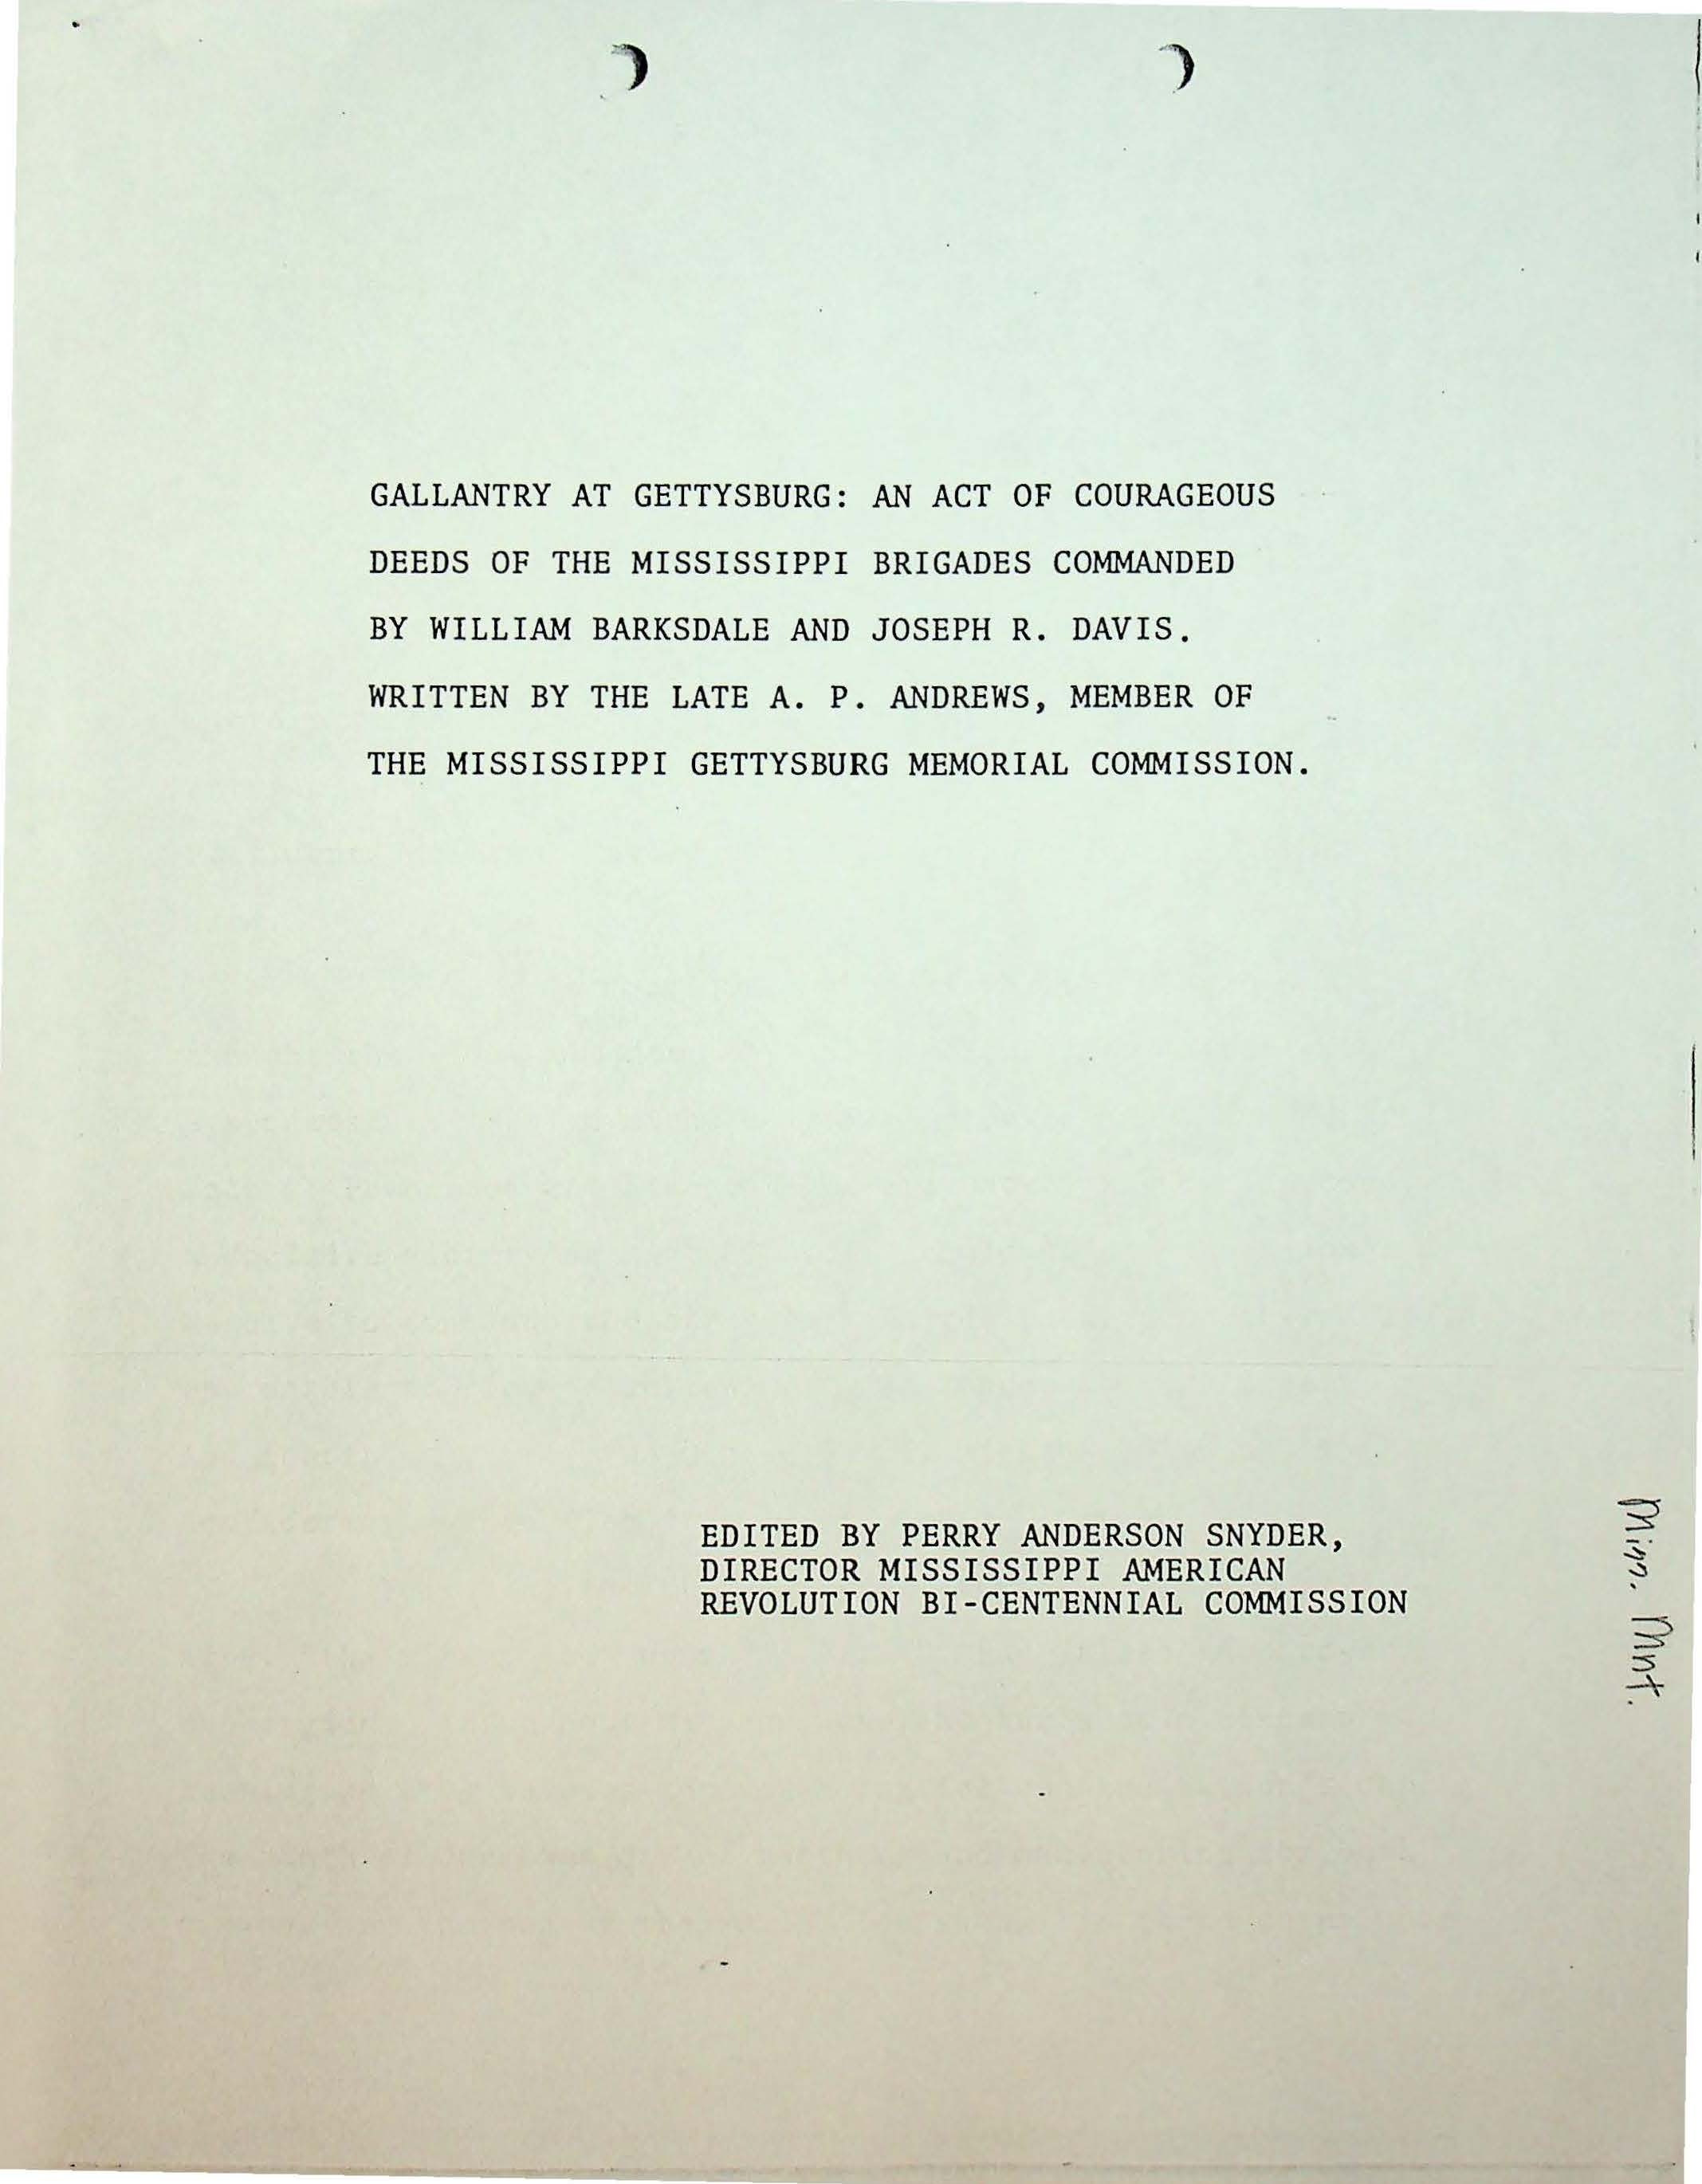 GALLANTRY AT GETTYSBURG: AN ACT OF COURAGEOUS
DEEDS OF THE MISSISSIPPI BRIGADES COMMANDED
BY WILLIAM BARKSDALE AND JOSEPH R. DAVIS.
WRITTEN BY THE LATE A. P. ANDREWS, MEMBER OF
THE MISSISSIPPI GETTYSBURG MEMORIAL COMMISSION.
EDITED BY PERRY ANDERSON SNYDER,
DIRECTOR MISSISSIPPI AMERICAN
REVOLUTION BI-CENTENNIAL COMMISSION
Miss. Mnt.